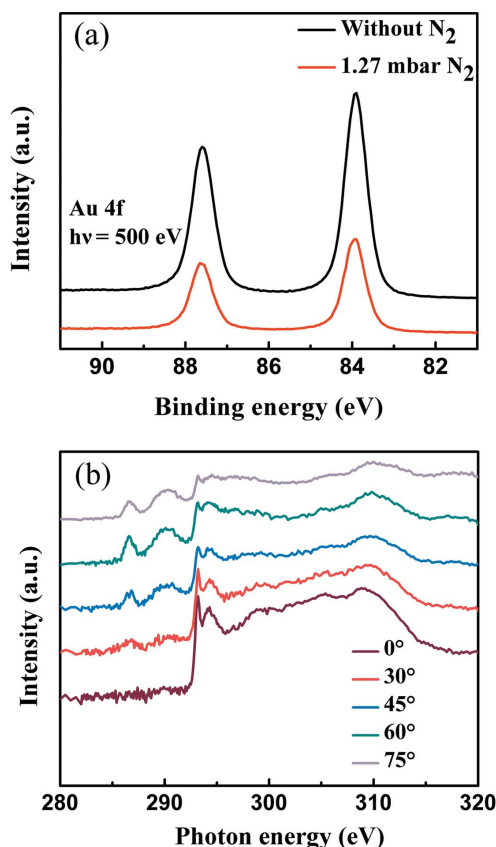 (a)
Without N₂
1.27 mbar N₂
Au 4f
hν = 500 eV
Intensity (a.u.)
90 88 86 84 82
Binding energy (eV)
(b)
Intensity (a.u.)
0°
30°
45°
60°
75°
280 290 300 310 320
Photon energy (eV)